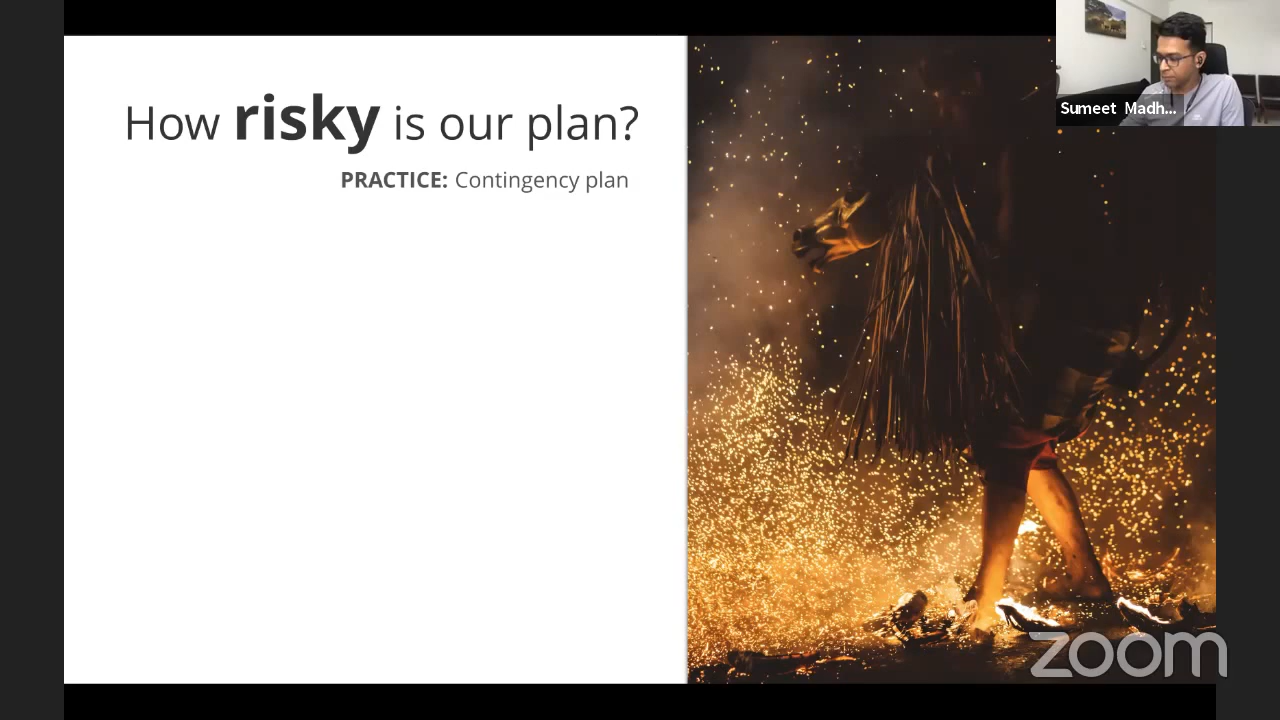 How risky is our plan?
PRACTICE: Contingency plan
Sumeet Madh...
zoom